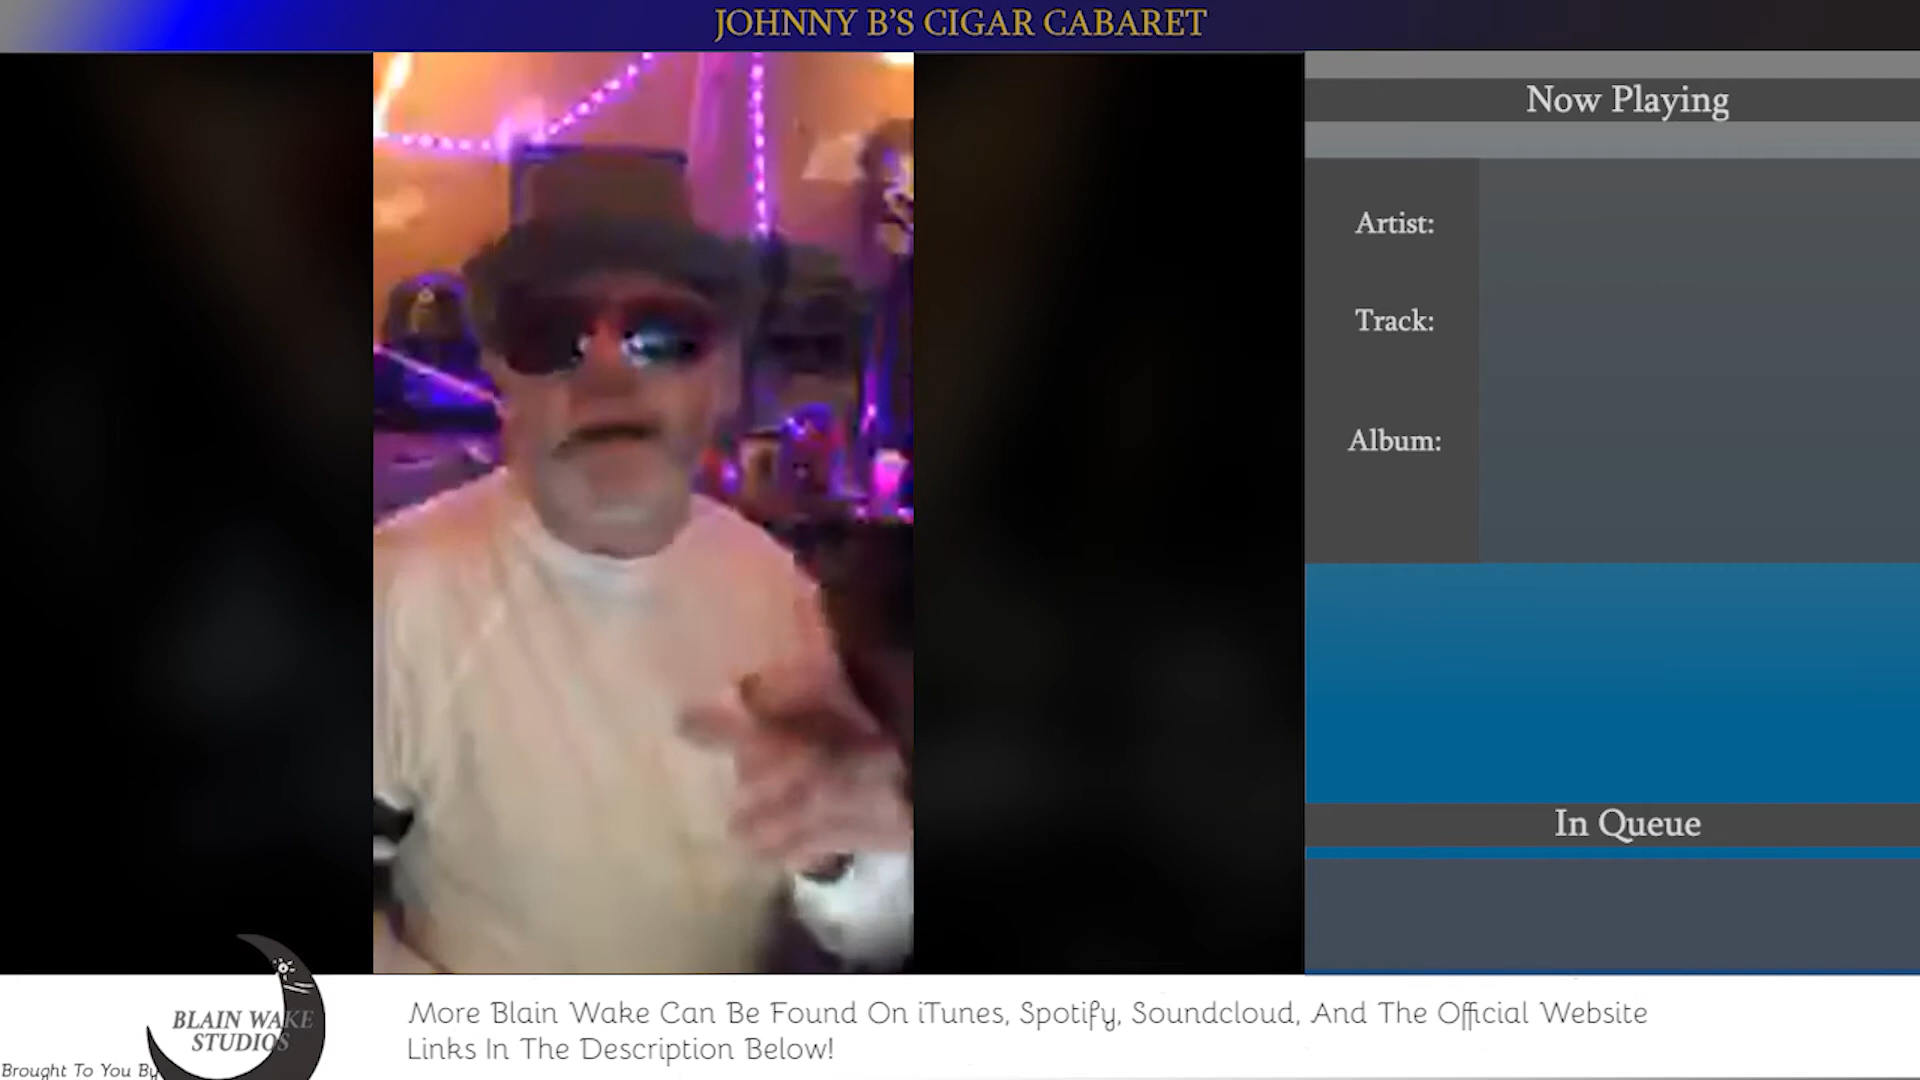 JOHNNY B'S CIGAR CABARET
Now Playing
Artist:
Track:
Album:
In Queue
BLAIN WAKE
STUDIOS
Brought To You By
More Blain Wake Can Be Found On iTunes, Spotify, Soundcloud, And The Official Website
Links In The Description Below!